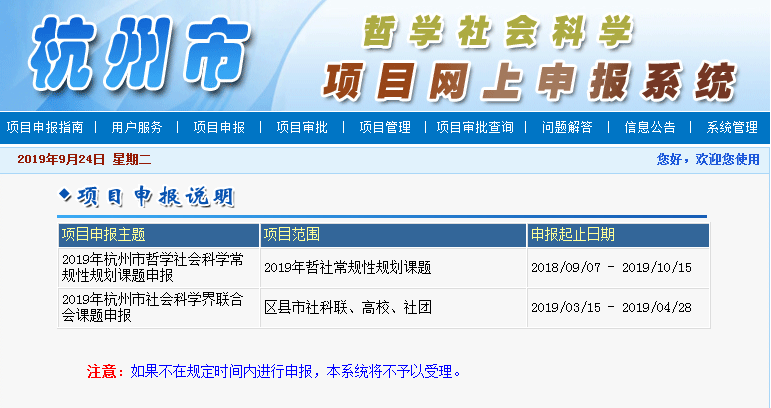 杭州市
哲学社会科学
项目网上申报系统
项目申报指南 | 用户服务 | 项目申报 | 项目审批 | 项目管理 | 项目审批查询 | 问题解答 | 信息公告 | 系统管理
2019年9月24日 星期二 您好，欢迎您使用
项目申报说明
项目申报主题 项目范围 申报起止日期
2019年杭州市哲学社会科学常
规性规划课题申报 2019年哲社常规性规划课题 2018/09/07 - 2019/10/15
2019年杭州市社会科学界联合
会课题申报 区县市社科联、高校、社团 2019/03/15 - 2019/04/28
注意：如果不在规定时间内进行申报，本系统将不予以受理。